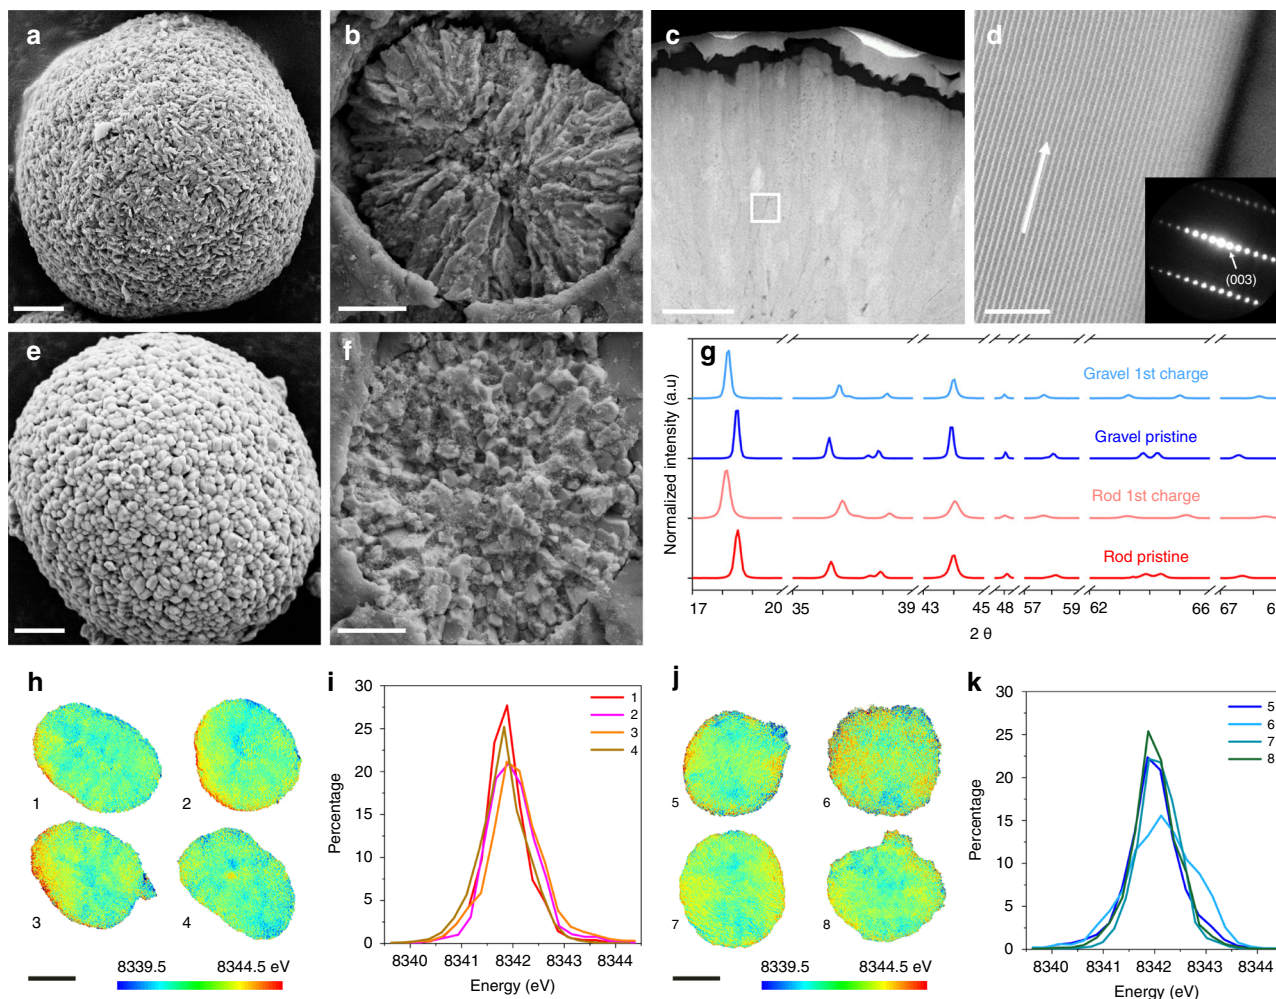 a
b
c
d
(003)
e
f
g
Normalized intensity (a.u)
Gravel 1st charge
Gravel pristine
Rod 1st charge
Rod pristine
17 20 35 39 43 45 48 57 59 62 66 67
2 θ
h
1
2
3
4
8339.5 8344.5 eV
i
Percentage
30
25
20
15
10
5
0
1
2
3
4
8340 8341 8342 8343 8344
Energy (eV)
j
5
6
7
8
8339.5 8344.5 eV
k
Percentage
30
25
20
15
10
5
0
5
6
7
8
8340 8341 8342 8343 8344
Energy (eV)